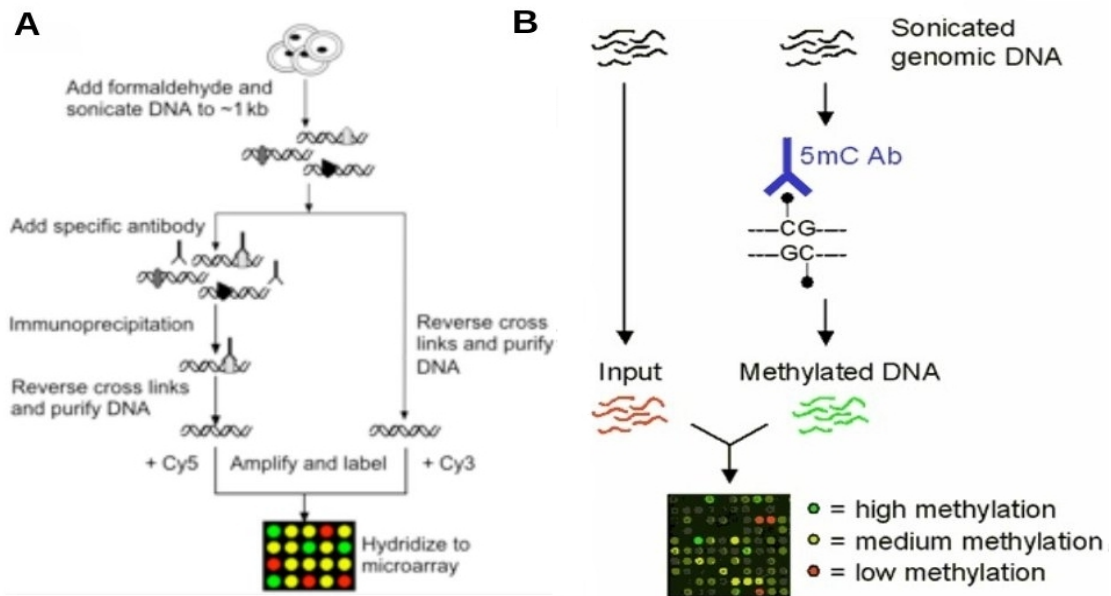 A
Add formaldehyde and
sonicate DNA to ~1 kb
Add specific antibody
Immunoprecipitation
Reverse cross links
and purify DNA
Reverse cross
links and purify
DNA
+ Cy5
Amplify and label
+ Cy3
Hydridize to
microarray
B
Sonicated
genomic DNA
5mC Ab
CG
GC
Input
Methylated DNA
= high methylation
= medium methylation
= low methylation